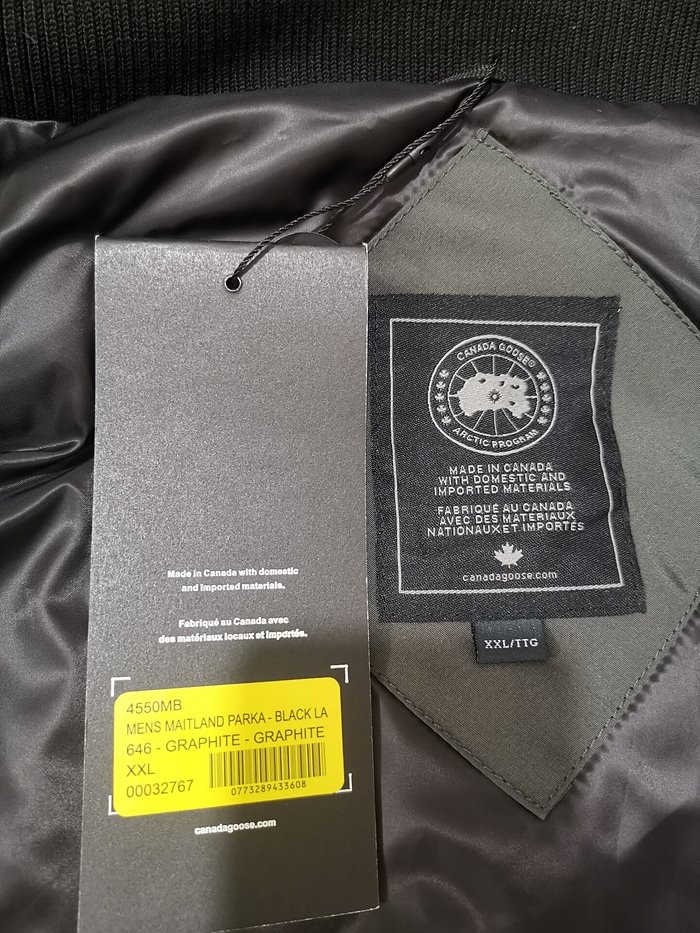 Made in Canada with domestic
and imported materials.
Fabriqué au Canada avec
des matériaux locaux et importés.
4550MB
MENS MAITLAND PARKA - BLACK LA
646 - GRAPHITE - GRAPHITE
XXL
00032767
0773289433608
canadagoose.com
CANADA GOOSE®
ARCTIC PROGRAM
MADE IN CANADA
WITH DOMESTIC AND
IMPORTED MATERIALS
FABRIQUÉ AU CANADA
AVEC DES MATERIAUX
NATIONAUX ET IMPORTÉS
canadagoose.com
XXL/TTG